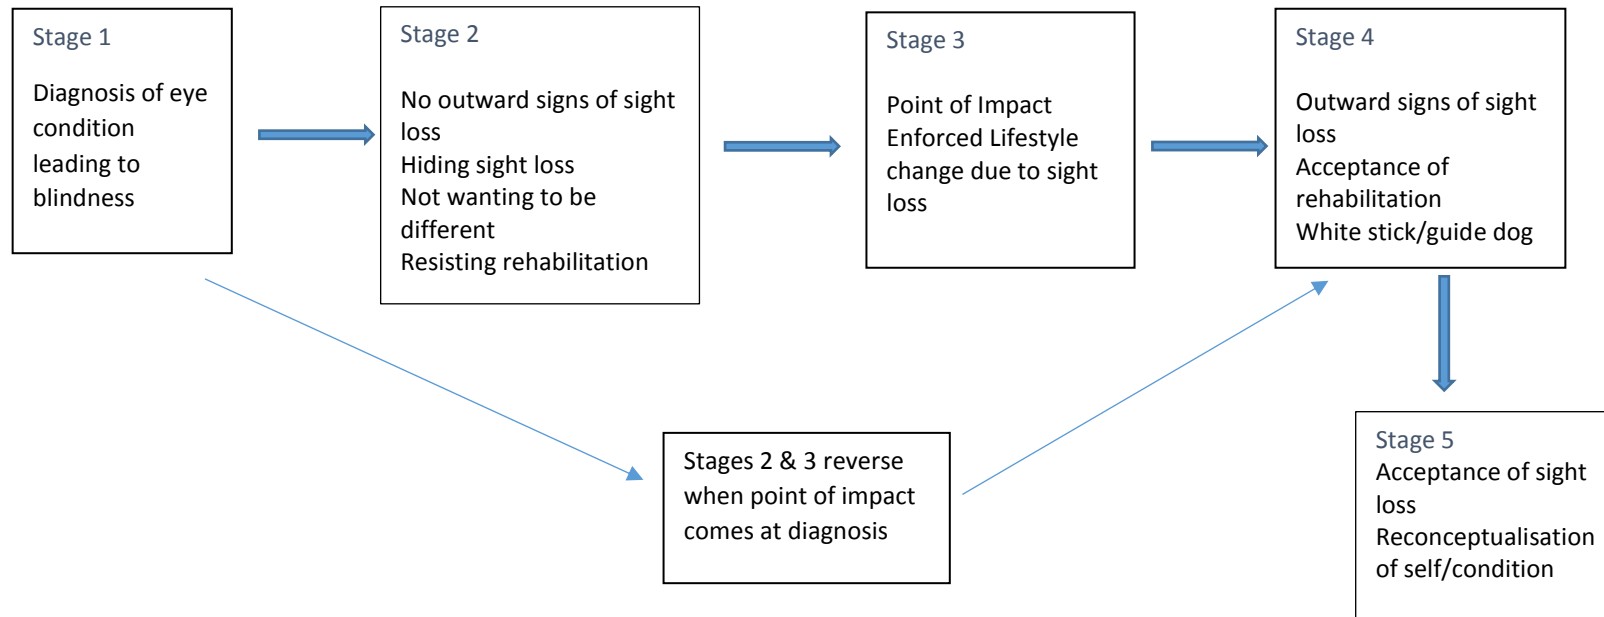 Stage 1
Diagnosis of eye
condition
leading to
blindness
Stage 2
No outward signs of sight
loss
Hiding sight loss
Not wanting to be
different
Resisting rehabilitation
Stage 3
Point of Impact
Enforced Lifestyle
change due to sight
loss
Stage 4
Outward signs of sight
loss
Acceptance of
rehabilitation
White stick/guide dog
Stages 2 & 3 reverse
when point of impact
comes at diagnosis
Stage 5
Acceptance of sight
loss
Reconceptualisation
of self/condition